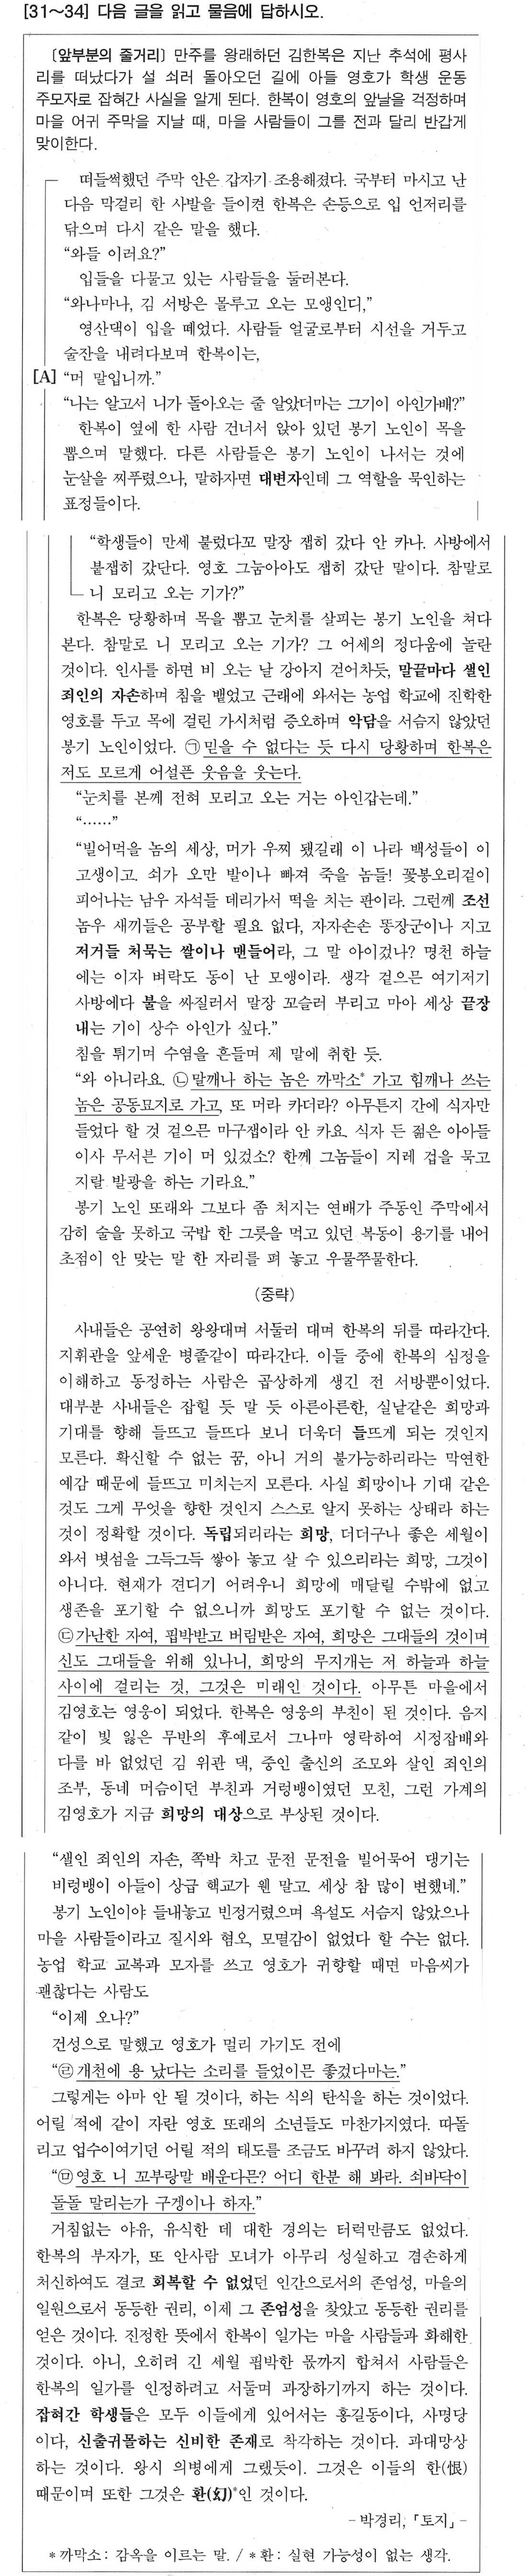 [31~34] 다음 글을 읽고 물음에 답하시오.
〔앞부분의 줄거리〕 만주를 왕래하던 김한복은 지난 추석에 평사
리를 떠났다가 설 쇠러 돌아오던 길에 아들 영호가 학생 운동
주모자로 잡혀간 사실을 알게 된다. 한복이 영호의 앞날을 걱정하며
마을 어귀 주막을 지날 때, 마을 사람들이 그를 전과 달리 반갑게
맞이한다.
떠들썩했던 주막 안은 갑자기 조용해졌다. 국부터 마시고 난
다음 막걸리 한 사발을 들이켠 한복은 손등으로 입 언저리를
닦으며 다시 같은 말을 했다.
“와들 이러요?”
입들을 다물고 있는 사람들을 둘러본다.
“와나마나, 김 서방은 몰루고 오는 모앵인디,”
영산댁이 입을 떼었다. 사람들 얼굴로부터 시선을 거두고
술잔을 내려다보며 한복이는,
[A] “머 말입니까.”
“나는 알고서 니가 돌아오는 줄 알았더마는 그기이 아인가배?”
한복이 옆에 한 사람 건너서 앉아 있던 봉기 노인이 목을
뽑으며 말했다. 다른 사람들은 봉기 노인이 나서는 것에
눈살을 찌푸렸으나, 말하자면 대변자인데 그 역할을 묵인하는
표정들이다.
“학생들이 만세 불렀다꼬 말장 잽히 갔다 안 카나. 사방에서
붙잽히 갔단다. 영호 그눔아아도 잽히 갔단 말이다. 참말로
니 모리고 오는 기가?”
한복은 당황하며 목을 뽑고 눈치를 살피는 봉기 노인을 쳐다
본다. 참말로 니 모리고 오는 기가? 그 어세의 정다움에 놀란
것이다. 인사를 하면 비 오는 날 강아지 걷어차듯, 말끝마다 샐인
죄인의 자손하며 침을 뱉었고 근래에 와서는 농업 학교에 진학한
영호를 두고 목에 걸린 가시처럼 증오하며 악담을 서슴지 않았던
봉기 노인이었다. ㉠믿을 수 없다는 듯 다시 당황하며 한복은
저도 모르게 어설픈 웃음을 웃는다.
“눈치를 본께 전혀 모리고 오는 거는 아인갑는데.”
“……”
“빌어먹을 놈의 세상, 머가 우찌 됐길래 이 나라 백성들이 이
고생이고. 쇠가 오만 발이나 빠져 죽을 놈들! 꽃봉오리겉이
피어나는 남우 자석들 데리가서 떡을 치는 판이라. 그런께 조선
놈우 새끼들은 공부할 필요 없다, 자자손손 똥장군이나 지고
저거들 처묵는 쌀이나 맨들어라, 그 말 아이겄나? 명천 하늘
에는 이자 벼락도 동이 난 모앵이라. 생각 겉으믄 여기저기
사방에다 불을 싸질러서 말장 꼬슬러 부리고 마아 세상 끝장
내는 기이 상수 아인가 싶다.”
침을 튀기며 수염을 흔들며 제 말에 취한 듯.
“와 아니라요. ㉡말깨나 하는 놈은 까막소* 가고 힘깨나 쓰는
놈은 공동묘지로 가고, 또 머라 카더라? 아무튼지 간에 식자만
들었다 할 것 겉으믄 마구잽이라 안 카요. 식자 든 젊은 아아들
이사 무서븐 기이 머 있겄소? 한께 그놈들이 지레 겁을 묵고
지랄 발광을 하는 기라요.”
봉기 노인 또래와 그보다 좀 처지는 연배가 주동인 주막에서
감히 술을 못하고 국밥 한 그릇을 먹고 있던 복동이 용기를 내어
초점이 안 맞는 말 한 자리를 펴 놓고 우물쭈물한다.
(중략)
사내들은 공연히 왕왕대며 서둘러 대며 한복의 뒤를 따라간다.
지휘관을 앞세운 병졸같이 따라간다. 이들 중에 한복의 심정을
이해하고 동정하는 사람은 곱상하게 생긴 전 서방뿐이었다.
대부분 사내들은 잡힐 듯 말 듯 아른아른한, 실낱같은 희망과
기대를 향해 들뜨고 들뜨다 보니 더욱더 들뜨게 되는 것인지
모른다. 확신할 수 없는 꿈, 아니 거의 불가능하리라는 막연한
예감 때문에 들뜨고 미치는지 모른다. 사실 희망이나 기대 같은
것도 그게 무엇을 향한 것인지 스스로 알지 못하는 상태라 하는
것이 정확할 것이다. 독립되리라는 희망, 더더구나 좋은 세월이
와서 볏섬을 그득그득 쌓아 놓고 살 수 있으리라는 희망, 그것이
아니다. 현재가 견디기 어려우니 희망에 매달릴 수밖에 없고
생존을 포기할 수 없으니까 희망도 포기할 수 없는 것이다.
㉢가난한 자여, 핍박받고 버림받은 자여, 희망은 그대들의 것이며
신도 그대들을 위해 있나니, 희망의 무지개는 저 하늘과 하늘
사이에 걸리는 것, 그것은 미래인 것이다. 아무튼 마을에서
김영호는 영웅이 되었다. 한복은 영웅의 부친이 된 것이다. 음지
같이 빛 잃은 무반의 후예로서 그나마 영락하여 시정잡배와
다를 바 없었던 김 위관 댁, 중인 출신의 조모와 살인 죄인의
조부, 동네 머슴이던 부친과 거렁뱅이였던 모친, 그런 가계의
김영호가 지금 희망의 대상으로 부상된 것이다.
“샐인 죄인의 자손, 쪽박 차고 문전 문전을 빌어묵어 댕기는
비렁뱅이 아들이 상급 핵교가 웬 말고. 세상 참 많이 변했네.”
봉기 노인이야 들내놓고 빈정거렸으며 욕설도 서슴지 않았으나
마을 사람들이라고 질시와 혐오, 모멸감이 없었다 할 수는 없다.
농업 학교 교복과 모자를 쓰고 영호가 귀향할 때면 마음씨가
괜찮다는 사람도
“이제 오나?”
건성으로 말했고 영호가 멀리 가기도 전에
“㉣개천에 용 났다는 소리를 들었이믄 좋겄다마는.”
그렇게는 아마 안 될 것이다, 하는 식의 탄식을 하는 것이었다.
어릴 적에 같이 자란 영호 또래의 소년들도 마찬가지였다. 따돌
리고 업수이여기던 어릴 적의 태도를 조금도 바꾸려 하지 않았다.
“㉤영호 니 꼬부랑말 배운다믄? 어디 한분 해 봐라. 쇠바닥이
돌돌 말리는가 구겡이나 하자.”
거침없는 야유, 유식한 데 대한 경의는 터럭만큼도 없었다.
한복의 부자가, 또 안사람 모녀가 아무리 성실하고 겸손하게
처신하여도 결코 회복할 수 없었던 인간으로서의 존엄성, 마을의
일원으로서 동등한 권리, 이제 그 존엄성을 찾았고 동등한 권리를
얻은 것이다. 진정한 뜻에서 한복이 일가는 마을 사람들과 화해한
것이다. 아니, 오히려 긴 세월 핍박한 몫까지 합쳐서 사람들은
한복의 일가를 인정하려고 서둘며 과장하기까지 하는 것이다.
잡혀간 학생들은 모두 이들에게 있어서는 홍길동이다, 사명당
이다, 신출귀몰하는 신비한 존재로 착각하는 것이다. 과대망상
하는 것이다. 왕시 의병에게 그랬듯이. 그것은 이들의 한(恨)
때문이며 또한 그것은 환(幻)*인 것이다.
- 박경리, 「토지」 -
*까막소 : 감옥을 이르는 말. / *환 : 실현 가능성이 없는 생각.